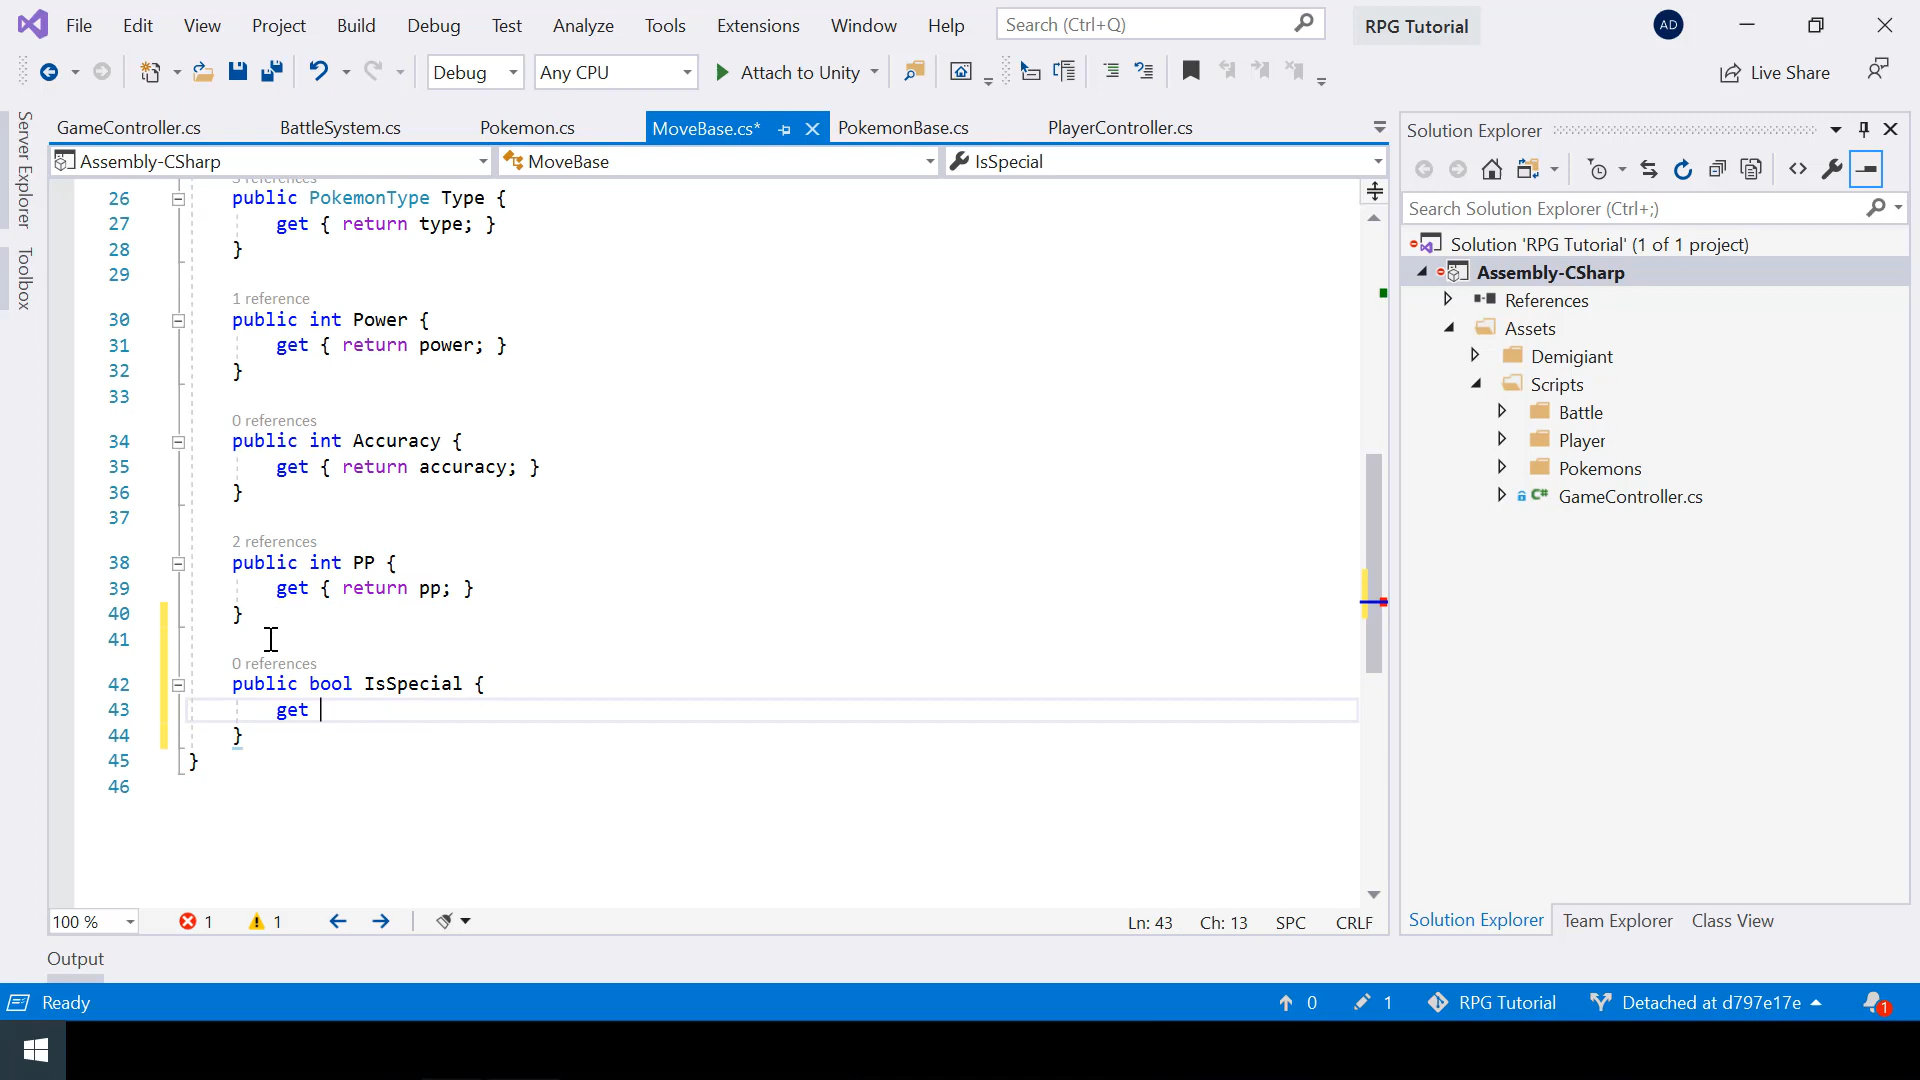 File Edit View Project Build Debug Test Analyze Tools Extensions Window Help Search (Ctrl+Q) RPG Tutorial AD
Debug Any CPU Attach to Unity Live Share
Server Explorer
Toolbox
GameController.cs BattleSystem.cs Pokemon.cs MoveBase.cs* PokemonBase.cs PlayerController.cs
Assembly-CSharp MoveBase IsSpecial
26 public PokemonType Type {
27 get { return type; }
28 }
29
1 reference
30 public int Power {
31 get { return power; }
32 }
33
0 references
34 public int Accuracy {
35 get { return accuracy; }
36 }
37
2 references
38 public int PP {
39 get { return pp; }
40 }
41
0 references
42 public bool IsSpecial {
43 get
44 }
45 }
46
100 % 1 1 Ln: 43 Ch: 13 SPC CRLF
Solution Explorer
Search Solution Explorer (Ctrl+;)
Solution 'RPG Tutorial' (1 of 1 project)
Assembly-CSharp
References
Assets
Demigiant
Scripts
Battle
Player
Pokemons
C# GameController.cs
Solution Explorer Team Explorer Class View
Output
Ready 0 1 RPG Tutorial Detached at d797e17e 1